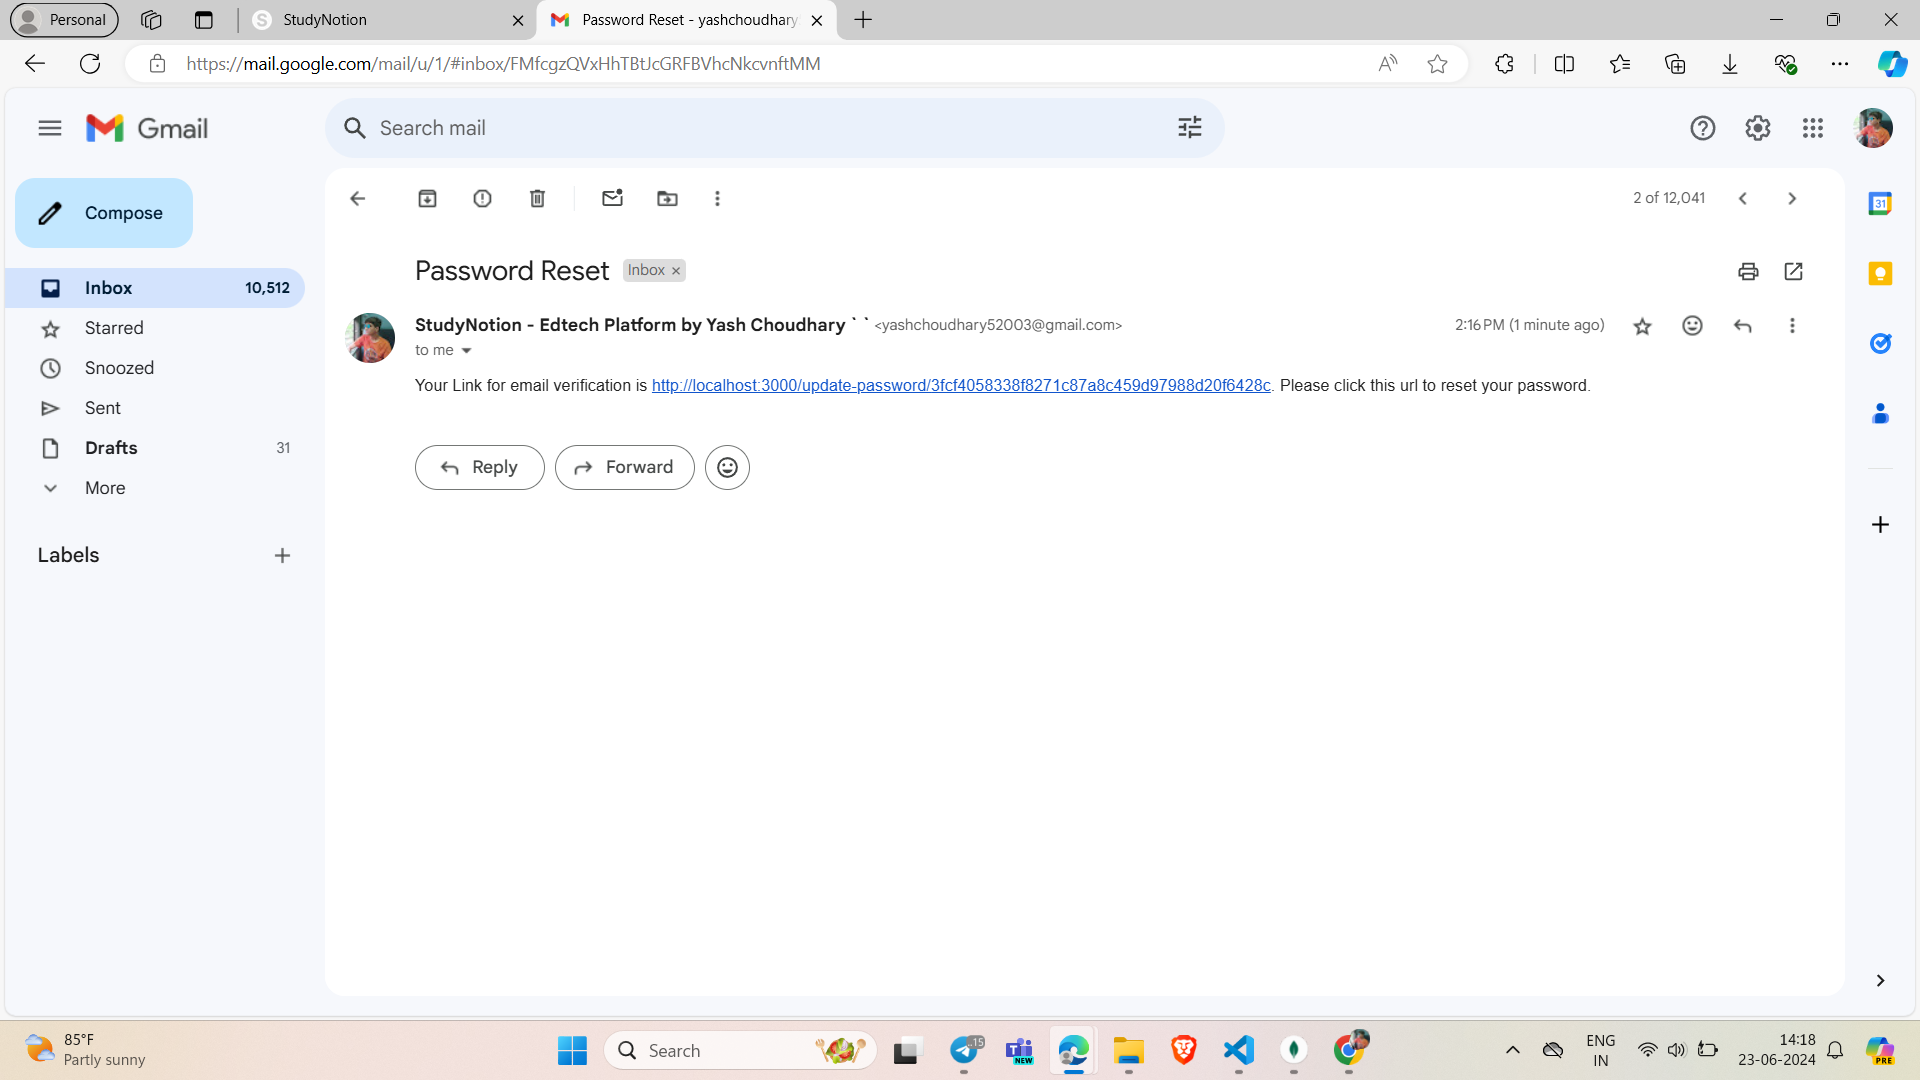 Personal
StudyNotion
Password Reset - yashchoudhary
https://mail.google.com/mail/u/1/#inbox/FMfcgzQVxHhTBtJcGRFBVhcNkcvnftMM
Gmail
Search mail
Compose
2 of 12,041
31
Password Reset Inbox ×
Inbox 10,512
StudyNotion - Edtech Platform by Yash Choudhary ` ` <yashchoudhary52003@gmail.com> 2:16 PM (1 minute ago)
to me
Starred
Snoozed
Your Link for email verification is http://localhost:3000/update-password/3fcf4058338f8271c87a8c459d97988d20f6428c. Please click this url to reset your password.
Sent
Drafts 31
More
Reply Forward
Labels
85°F
Partly sunny
Search
..15
NEW
ENG
IN
14:18
23-06-2024
PRE